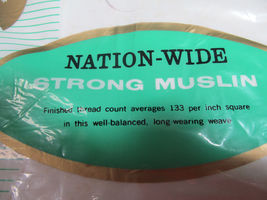 NATION-WIDE
STRONG MUSLIN
Finished thread count averages 133 per inch square
in this well-balanced, long-wearing weave